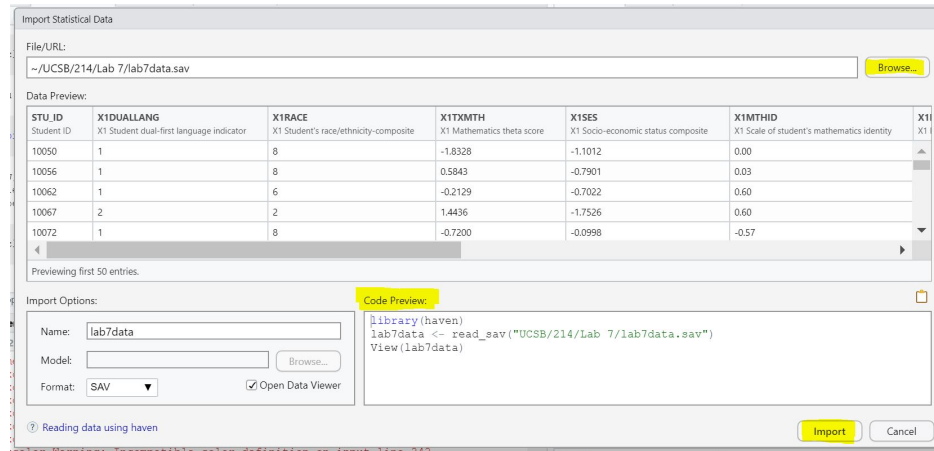 Import Statistical Data
File/URL:
~/UCSB/214/Lab 7/lab7data.sav
Browse...
Data Preview:
STU_ID X1DUALLANG X1RACE X1TXMTH X1SES X1MTHID
Student ID X1 Student dual-first language indicator X1 Student's race/ethnicity-composite X1 Mathematics theta score X1 Socio-economic status composite X1 Scale of student's mathematics identity X1
10050 1 8 -1.8328 -1.1012 0.00
10056 1 8 0.5843 -0.7901 0.03
10062 1 6 -0.2129 -0.7022 0.60
10067 2 2 1.4436 -1.7526 0.60
10072 1 8 -0.7200 -0.0998 -0.57
Previewing first 50 entries.
Import Options:
Name: lab7data
Model: Browse...
Format: SAV
Open Data Viewer
Code Preview:
library(haven)
lab7data <- read_sav("UCSB/214/Lab 7/lab7data.sav")
View(lab7data)
Reading data using haven
Import Cancel